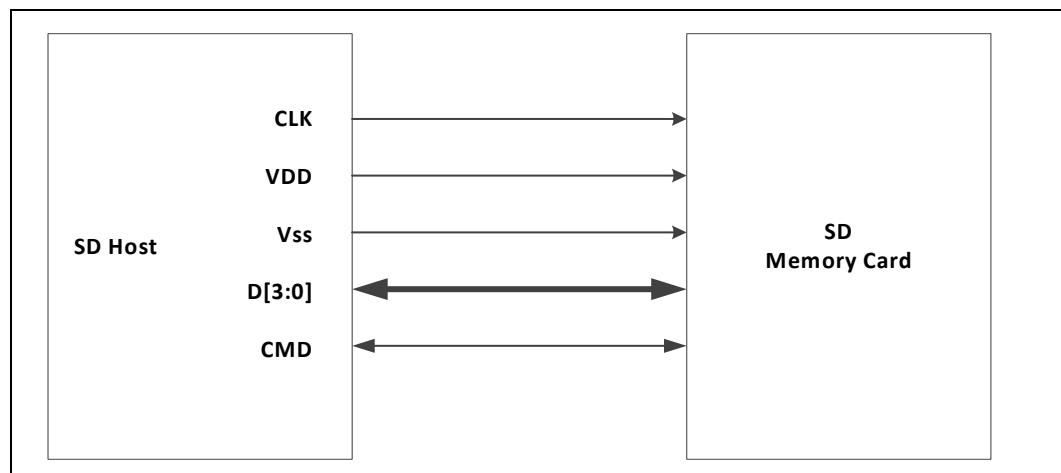 CLK
VDD
Vss
SD Host
D[3:0]
CMD
SD
Memory Card